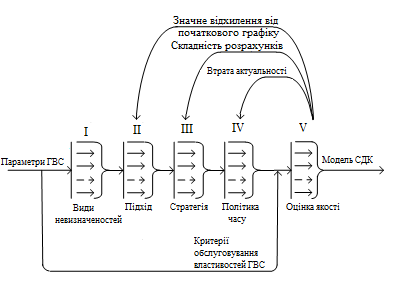 Значне відхилення від
початкового графіку
Складність розрахунків
Втрата актуальності
I
II
III
IV
V
Параметри ГВС
Модель СДК
Види
невизначеностей
Підхід
Стратегія
Політика
часу
Оцінка якості
Критерії
обслуговування
властивостей ГВС